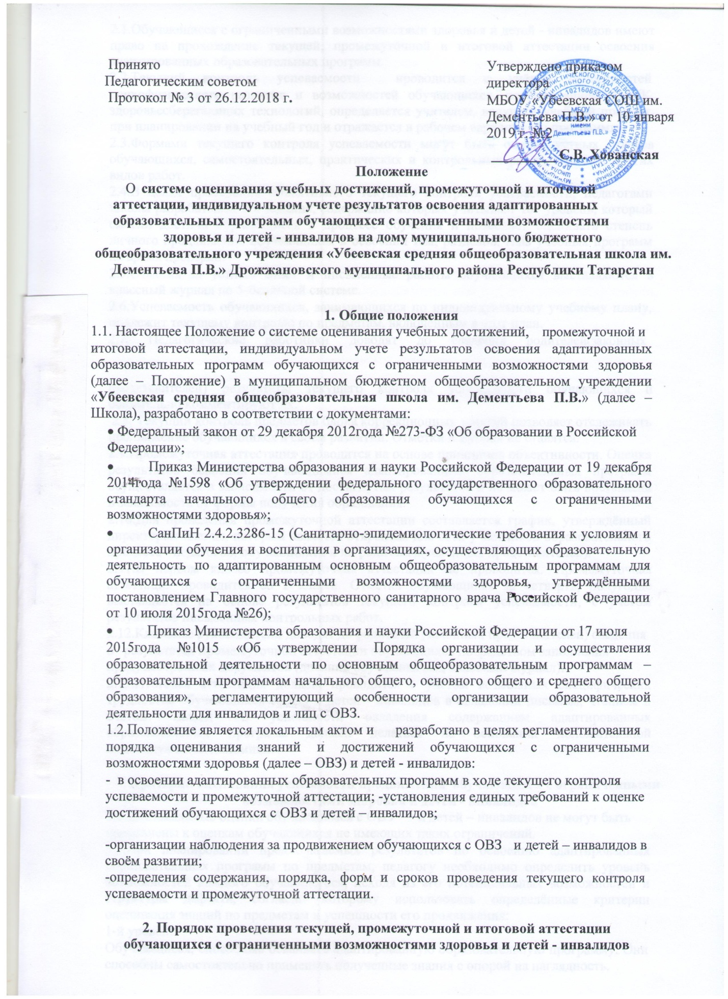 Принято
Педагогическим советом
Протокол № 3 от 26.12.2018 г.
Утверждено приказом
директора
МБОУ «Убеевская СОШ им.
Дементьева П.В.» от 10 января
2019 г. №2
С.В. Хованская
МБОУ
имени
Дементьева П.В.»
Положение
О системе оценивания учебных достижений, промежуточной и итоговой
аттестации, индивидуальном учете результатов освоения адаптированных
образовательных программ обучающихся с ограниченными возможностями
здоровья и детей - инвалидов на дому муниципального бюджетного
общеобразовательного учреждения «Убеевская средняя общеобразовательная школа им.
Дементьева П.В.» Дрожжановского муниципального района Республики Татарстан
1. Общие положения
1.1. Настоящее Положение о системе оценивания учебных достижений, промежуточной и
итоговой аттестации, индивидуальном учете результатов освоения адаптированных
образовательных программ обучающихся с ограниченными возможностями здоровья
(далее – Положение) в муниципальном бюджетном общеобразовательном учреждении
«Убеевская средняя общеобразовательная школа им. Дементьева П.В.» (далее –
Школа), разработано в соответствии с документами:
• Федеральный закон от 29 декабря 2012года №273-ФЗ «Об образовании в Российской
Федерации»;
• Приказ Министерства образования и науки Российской Федерации от 19 декабря
2014года №1598 «Об утверждении федерального государственного образовательного
стандарта начального общего образования обучающихся с ограниченными
возможностями здоровья»;
• СанПиН 2.4.2.3286-15 (Санитарно-эпидемиологические требования к условиям и
организации обучения и воспитания в организациях, осуществляющих образовательную
деятельность по адаптированным основным общеобразовательным программам для
обучающихся с ограниченными возможностями здоровья, утверждёнными
постановлением Главного государственного санитарного врача Российской Федерации
от 10 июля 2015года №26);
• Приказ Министерства образования и науки Российской Федерации от 17 июля
2015года №1015 «Об утверждении Порядка организации и осуществления
образовательной деятельности по основным общеобразовательным программам –
образовательным программам начального общего, основного общего и среднего общего
образования», регламентирующий особенности организации образовательной
деятельности для инвалидов и лиц с ОВЗ.
1.2.Положение является локальным актом и разработано в целях регламентирования
порядка оценивания знаний и достижений обучающихся с ограниченными
возможностями здоровья (далее – ОВЗ) и детей - инвалидов:
- в освоении адаптированных образовательных программ в ходе текущего контроля
успеваемости и промежуточной аттестации; -установления единых требований к оценке
достижений обучающихся с ОВЗ и детей – инвалидов;
-организации наблюдения за продвижением обучающихся с ОВЗ и детей – инвалидов в
своём развитии;
-определения содержания, порядка, форм и сроков проведения текущего контроля
успеваемости и промежуточной аттестации.
2. Порядок проведения текущей, промежуточной и итоговой аттестации
обучающихся с ограниченными возможностями здоровья и детей - инвалидов